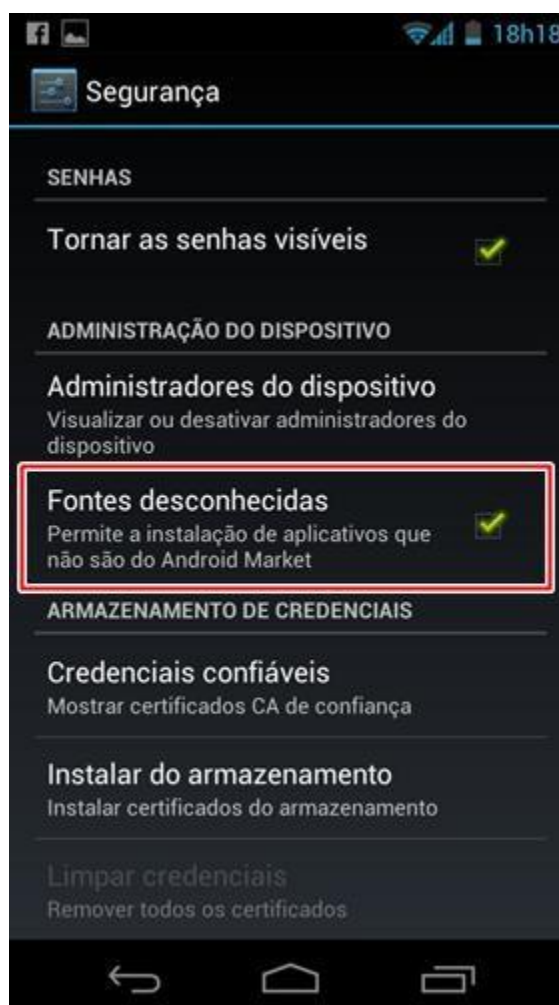 18h18
Segurança
SENHAS
Tornar as senhas visíveis
ADMINISTRAÇÃO DO DISPOSITIVO
Administradores do dispositivo
Visualizar ou desativar administradores do
dispositivo
Fontes desconhecidas
Permite a instalação de aplicativos que
não são do Android Market
ARMAZENAMENTO DE CREDENCIAIS
Credenciais confiáveis
Mostrar certificados CA de confiança
Instalar do armazenamento
Instalar certificados do armazenamento
Limpar credenciais
Remover todos os certificados